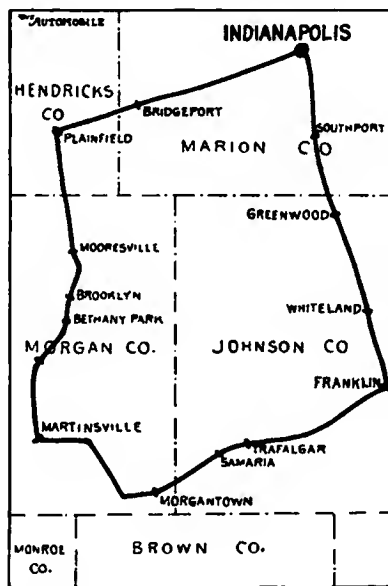 THE AUTOMOBILE
INDIANAPOLIS
HENDRICKS
CO
BRIDGEPORT
PLAINFIELD
SOUTHPORT
MARION CO
GREENWOOD
MOORESVILLE
BROOKLYN
BETHANY PARK
WHITELAND
MORGAN CO.
JOHNSON CO
FRANKLIN
MARTINSVILLE
TRAFALGAR
SAMARIA
MORGANTOWN
MONROE
CO.
BROWN CO.